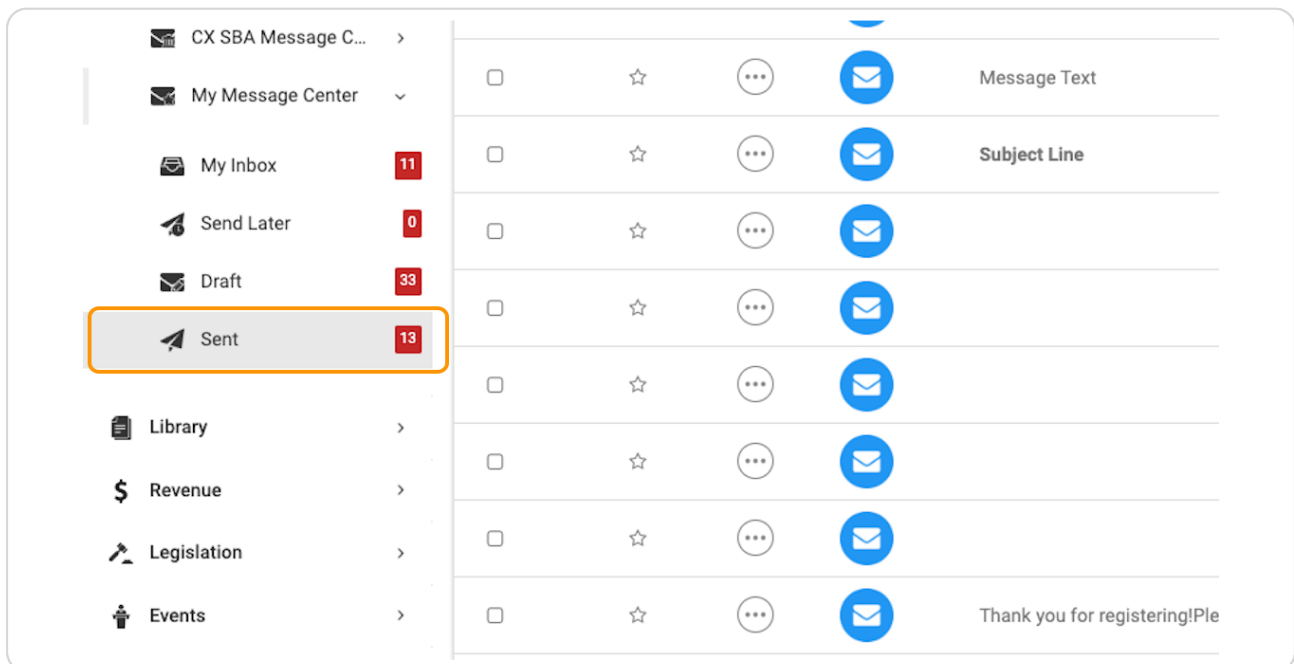 CX SBA Message C...
My Message Center
My Inbox 11
Send Later 0
Draft 33
Sent 13
Library
Revenue
Legislation
Events
Message Text
Subject Line
Thank you for registering!Ple